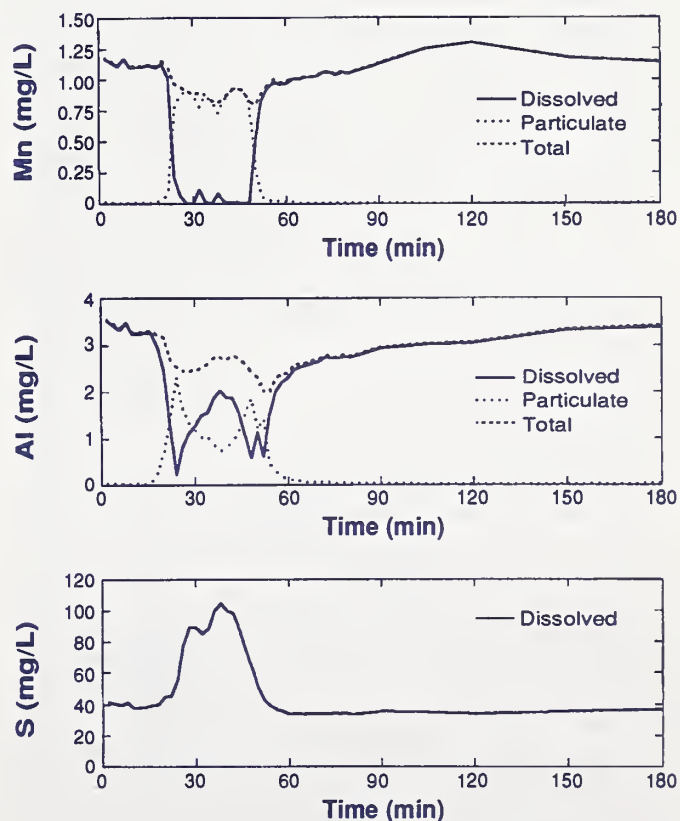 1.50
1.25
1.00
0.75
0.50
0.25
0
Mn (mg/L)
Dissolved
Particulate
Total
0 30 60 90 120 150 180
Time (min)
4
3
2
1
0
Al (mg/L)
Dissolved
Particulate
Total
0 30 60 90 120 150 180
Time (min)
120
100
80
60
40
20
0
S (mg/L)
Dissolved
0 30 60 90 120 150 180
Time (min)